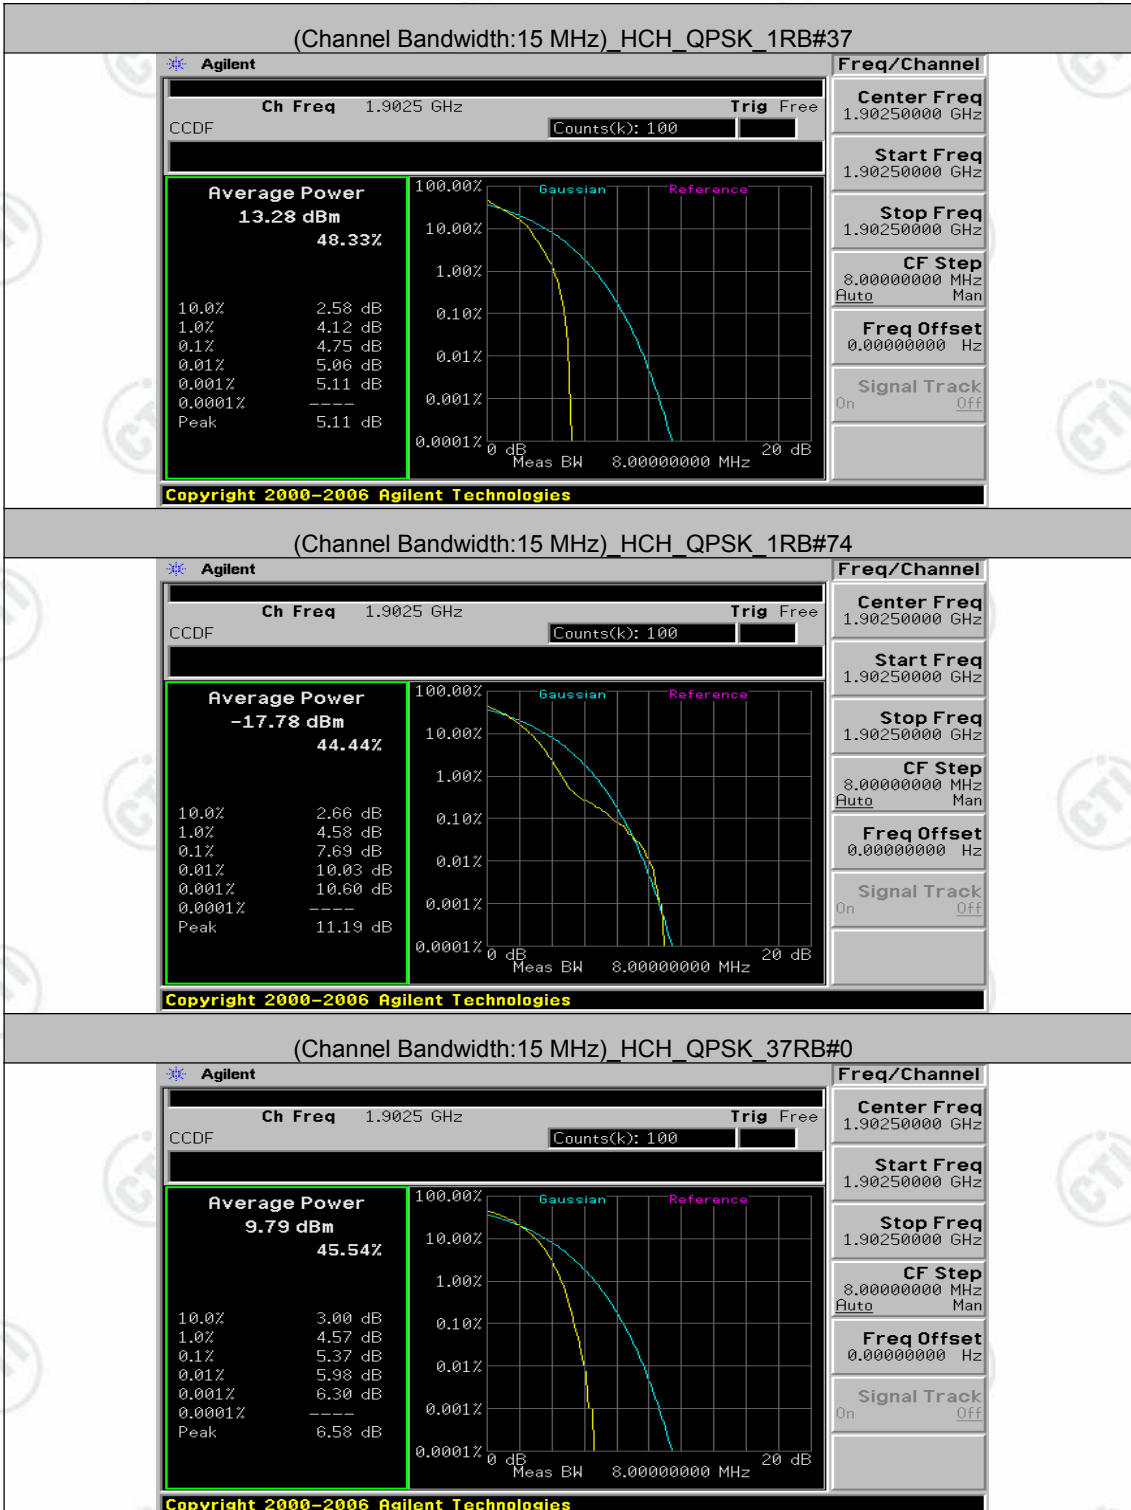 (Channel Bandwidth:15 MHz)_HCH_QPSK_1RB#37
Agilent
Freq/Channel
Ch Freq 1.9025 GHz
Trig Free
CCDF
Counts(k): 100
Average Power
13.28 dBm
48.33%
10.0% 2.58 dB
1.0% 4.12 dB
0.1% 4.75 dB
0.01% 5.06 dB
0.001% 5.11 dB
0.0001% ----
Peak 5.11 dB
100.00%
10.00%
1.00%
0.10%
0.01%
0.001%
0.0001%
Gaussian
Reference
0 dB
20 dB
Meas BW 8.00000000 MHz
Center Freq
1.90250000 GHz
Start Freq
1.90250000 GHz
Stop Freq
1.90250000 GHz
CF Step
8.00000000 MHz
Auto Man
Freq Offset
0.00000000 Hz
Signal Track
On Off
Copyright 2000-2006 Agilent Technologies
(Channel Bandwidth:15 MHz)_HCH_QPSK_1RB#74
Agilent
Freq/Channel
Ch Freq 1.9025 GHz
Trig Free
CCDF
Counts(k): 100
Average Power
-17.78 dBm
44.44%
10.0% 2.66 dB
1.0% 4.58 dB
0.1% 7.69 dB
0.01% 10.03 dB
0.001% 10.60 dB
0.0001% ----
Peak 11.19 dB
100.00%
10.00%
1.00%
0.10%
0.01%
0.001%
0.0001%
Gaussian
Reference
0 dB
20 dB
Meas BW 8.00000000 MHz
Center Freq
1.90250000 GHz
Start Freq
1.90250000 GHz
Stop Freq
1.90250000 GHz
CF Step
8.00000000 MHz
Auto Man
Freq Offset
0.00000000 Hz
Signal Track
On Off
Copyright 2000-2006 Agilent Technologies
(Channel Bandwidth:15 MHz)_HCH_QPSK_37RB#0
Agilent
Freq/Channel
Ch Freq 1.9025 GHz
Trig Free
CCDF
Counts(k): 100
Average Power
9.79 dBm
45.54%
10.0% 3.00 dB
1.0% 4.57 dB
0.1% 5.37 dB
0.01% 5.98 dB
0.001% 6.30 dB
0.0001% ----
Peak 6.58 dB
100.00%
10.00%
1.00%
0.10%
0.01%
0.001%
0.0001%
Gaussian
Reference
0 dB
20 dB
Meas BW 8.00000000 MHz
Center Freq
1.90250000 GHz
Start Freq
1.90250000 GHz
Stop Freq
1.90250000 GHz
CF Step
8.00000000 MHz
Auto Man
Freq Offset
0.00000000 Hz
Signal Track
On Off
Copyright 2000-2006 Agilent Technologies
CTI
CTI
CTI
CTI
CTI
CTI
CTI